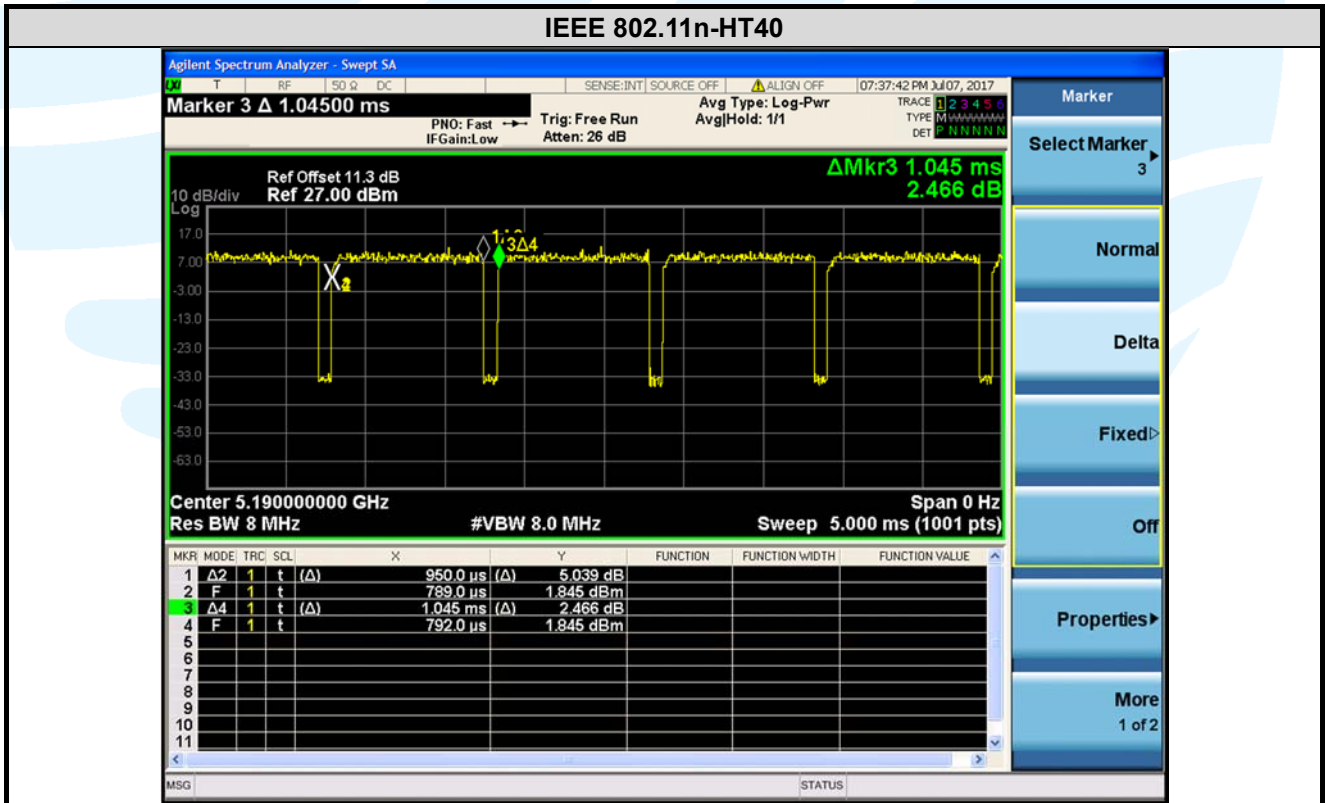 IEEE 802.11n-HT40
Agilent Spectrum Analyzer - Swept SA
LXI T RF 50 Ω DC SENSE:INT SOURCE OFF ALIGN OFF 07:37:42 PM Jul 07, 2017
Marker 3 Δ 1.04500 ms
PNO: Fast
IFGain:Low
Trig: Free Run
Atten: 26 dB
Avg Type: Log-Pwr
Avg|Hold: 1/1
TRACE 1 2 3 4 5 6
TYPE M
DET P N N N N N
ΔMkr3 1.045 ms
2.466 dB
Ref Offset 11.3 dB
10 dB/div Ref 27.00 dBm
Log
17.0
7.00
-3.00
-13.0
-23.0
-33.0
-43.0
-53.0
-63.0
3Δ4
Center 5.190000000 GHz Span 0 Hz
Res BW 8 MHz #VBW 8.0 MHz Sweep 5.000 ms (1001 pts)
MKR MODE TRC SCL X Y FUNCTION FUNCTION WIDTH FUNCTION VALUE
1 Δ2 1 t (Δ) 950.0 µs (Δ) 5.039 dB
2 F 1 t 789.0 µs 1.845 dBm
3 Δ4 1 t (Δ) 1.045 ms (Δ) 2.466 dB
4 F 1 t 792.0 µs 1.845 dBm
5
6
7
8
9
10
11
MSG STATUS
Marker
Select Marker
3
Normal
Delta
Fixed
Off
Properties
More
1 of 2